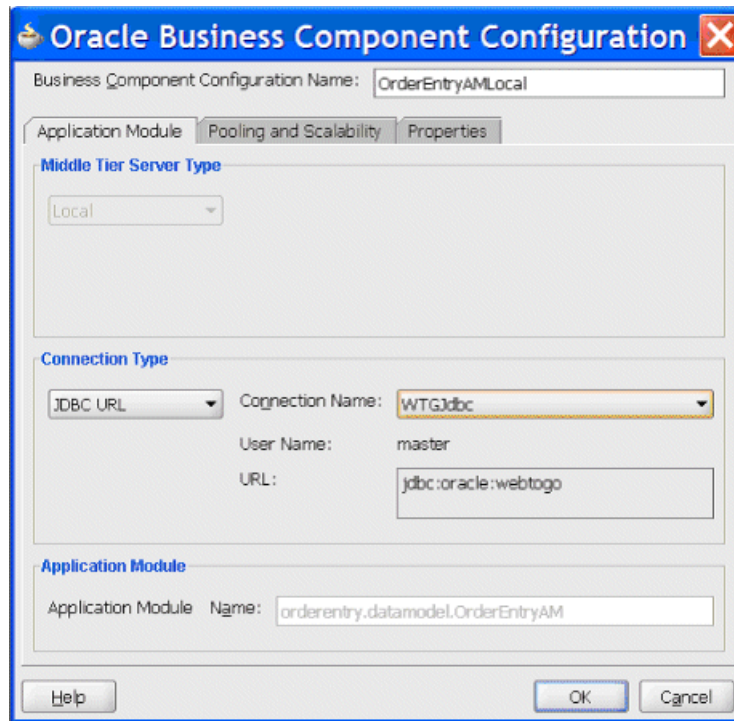 Oracle Business Component Configuration
Business Component Configuration Name: OrderEntryAMLocal
Application Module Pooling and Scalability Properties
Middle Tier Server Type
Local
Connection Type
JDBC URL Connection Name: WTGJdbc
User Name: master
URL: jdbc:oracle:webtogo
Application Module
Application Module Name: orderentry.datamodel.OrderEntryAM
Help OK Cancel